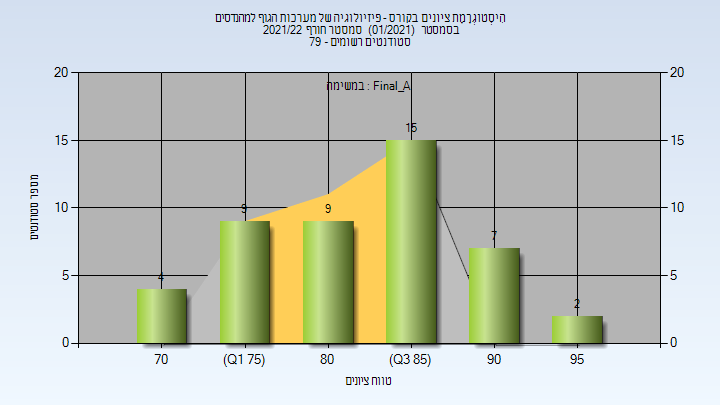 היסטוגרמת ציונים בקורס - פיזיולוגיה של מערכות הגוף למהנדסים
בסמסטר (01/2021) סמסטר חורף 2021/22
סטודנטים רשומים - 79
במשימה : Final_A
20 20
15 15
10 10
5 5
0 0
4 9 9 15 7 2
מספר סטודנטים
70 (Q1 75) 80 (Q3 85) 90 95
טווח ציונים